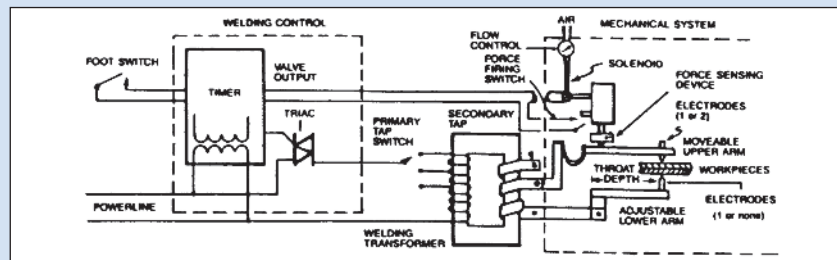 WELDING CONTROL
AIR
MECHANICAL SYSTEM
FLOW
CONTROL
FOOT SWITCH
VALVE
OUTPUT
FORCE
FIRING
SWITCH
SOLENOID
FORCE SENSING
DEVICE
TIMER
TRIAC
PRIMARY
TAP
SWITCH
SECONDARY
TAP
ELECTRODES
(1 or 2)
MOVEABLE
UPPER ARM
THROAT
DEPTH
WORKPIECES
POWERLINE
WELDING
TRANSFORMER
ADJUSTABLE
LOWER ARM
ELECTRODES
(1 or none)